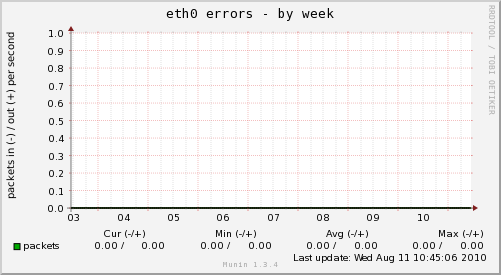 eth0 errors - by week
RRDTOOL / TOBI OETIKER
packets in (-) / out (+) per second
1.0
0.9
0.8
0.7
0.6
0.5
0.4
0.3
0.2
0.1
0.0
03 04 05 06 07 08 09 10
Cur (-/+) Min (-/+) Avg (-/+) Max (-/+)
packets 0.00 / 0.00 0.00 / 0.00 0.00 / 0.00 0.00 / 0.00
Last update: Wed Aug 11 10:45:06 2010
Munin 1.3.4